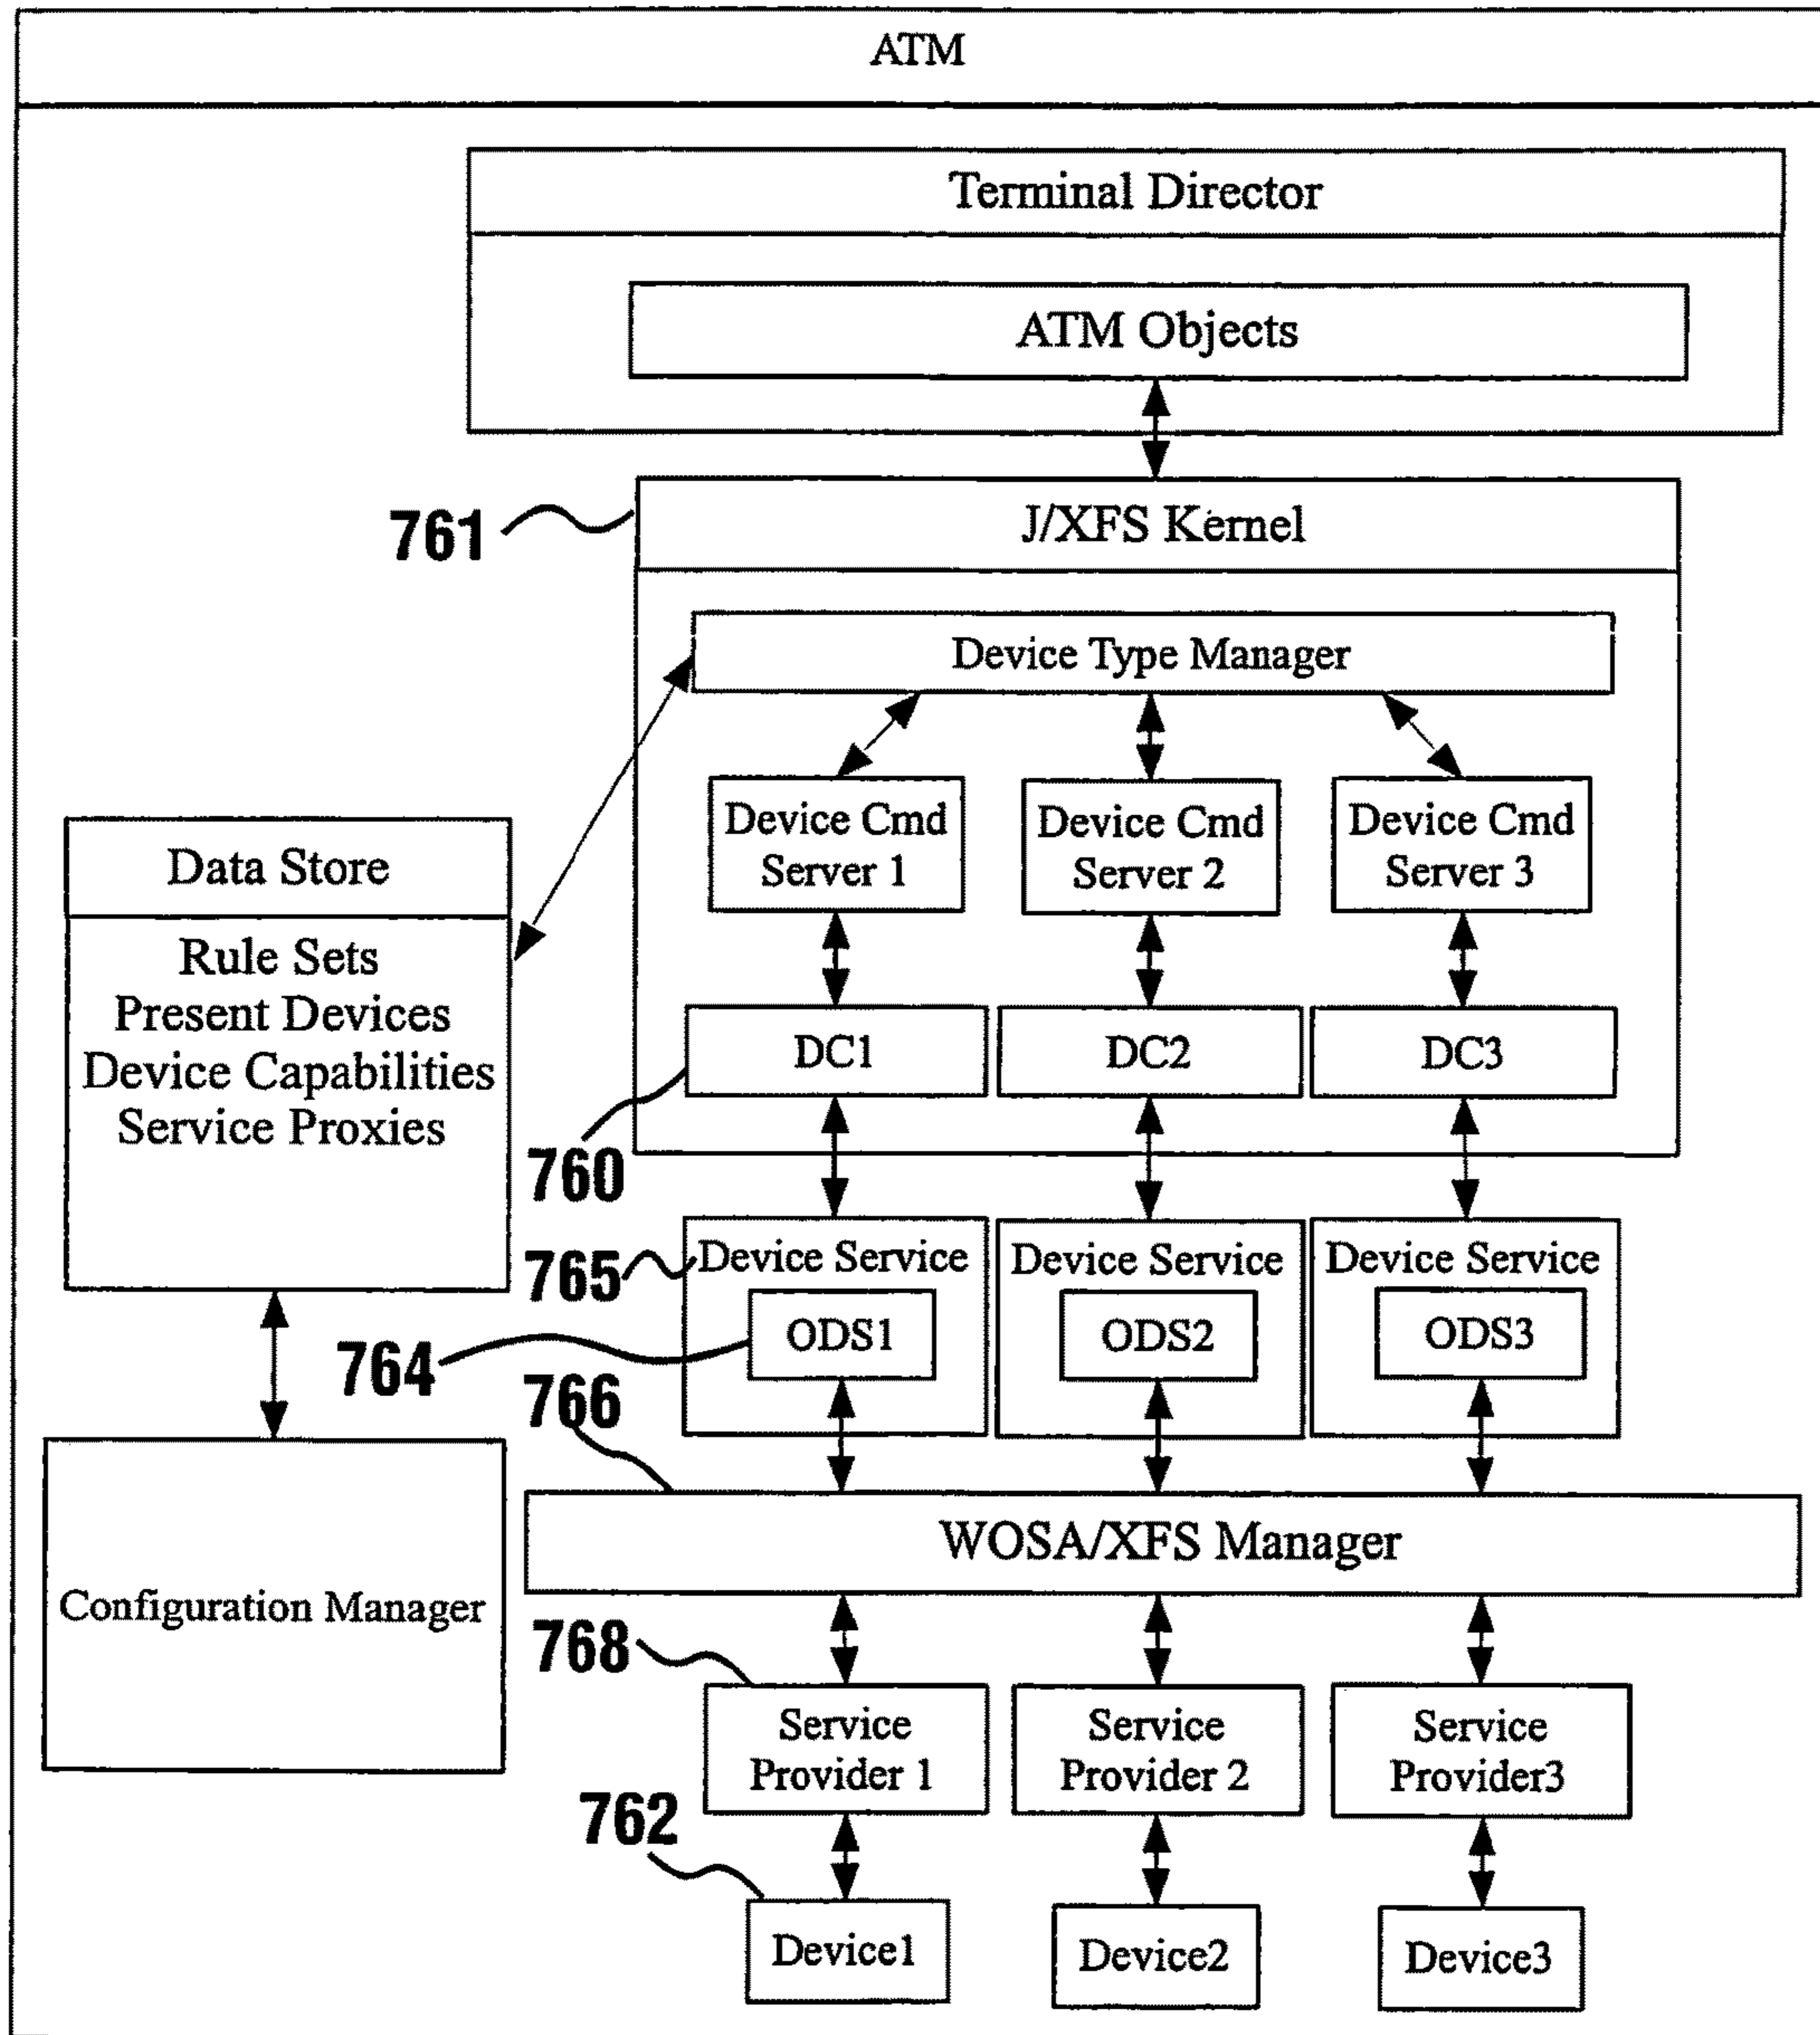 ATM
Terminal Director
ATM Objects
761
J/XFS Kernel
Device Type Manager
Device Cmd
Server 1
Device Cmd
Server 2
Device Cmd
Server 3
Data Store
Rule Sets
Present Devices
Device Capabilities
Service Proxies
DC1
DC2
DC3
760
765
Device Service
ODS1
Device Service
ODS2
Device Service
ODS3
764
766
WOSA/XFS Manager
Configuration Manager
768
Service
Provider 1
Service
Provider 2
Service
Provider3
762
Device1
Device2
Device3